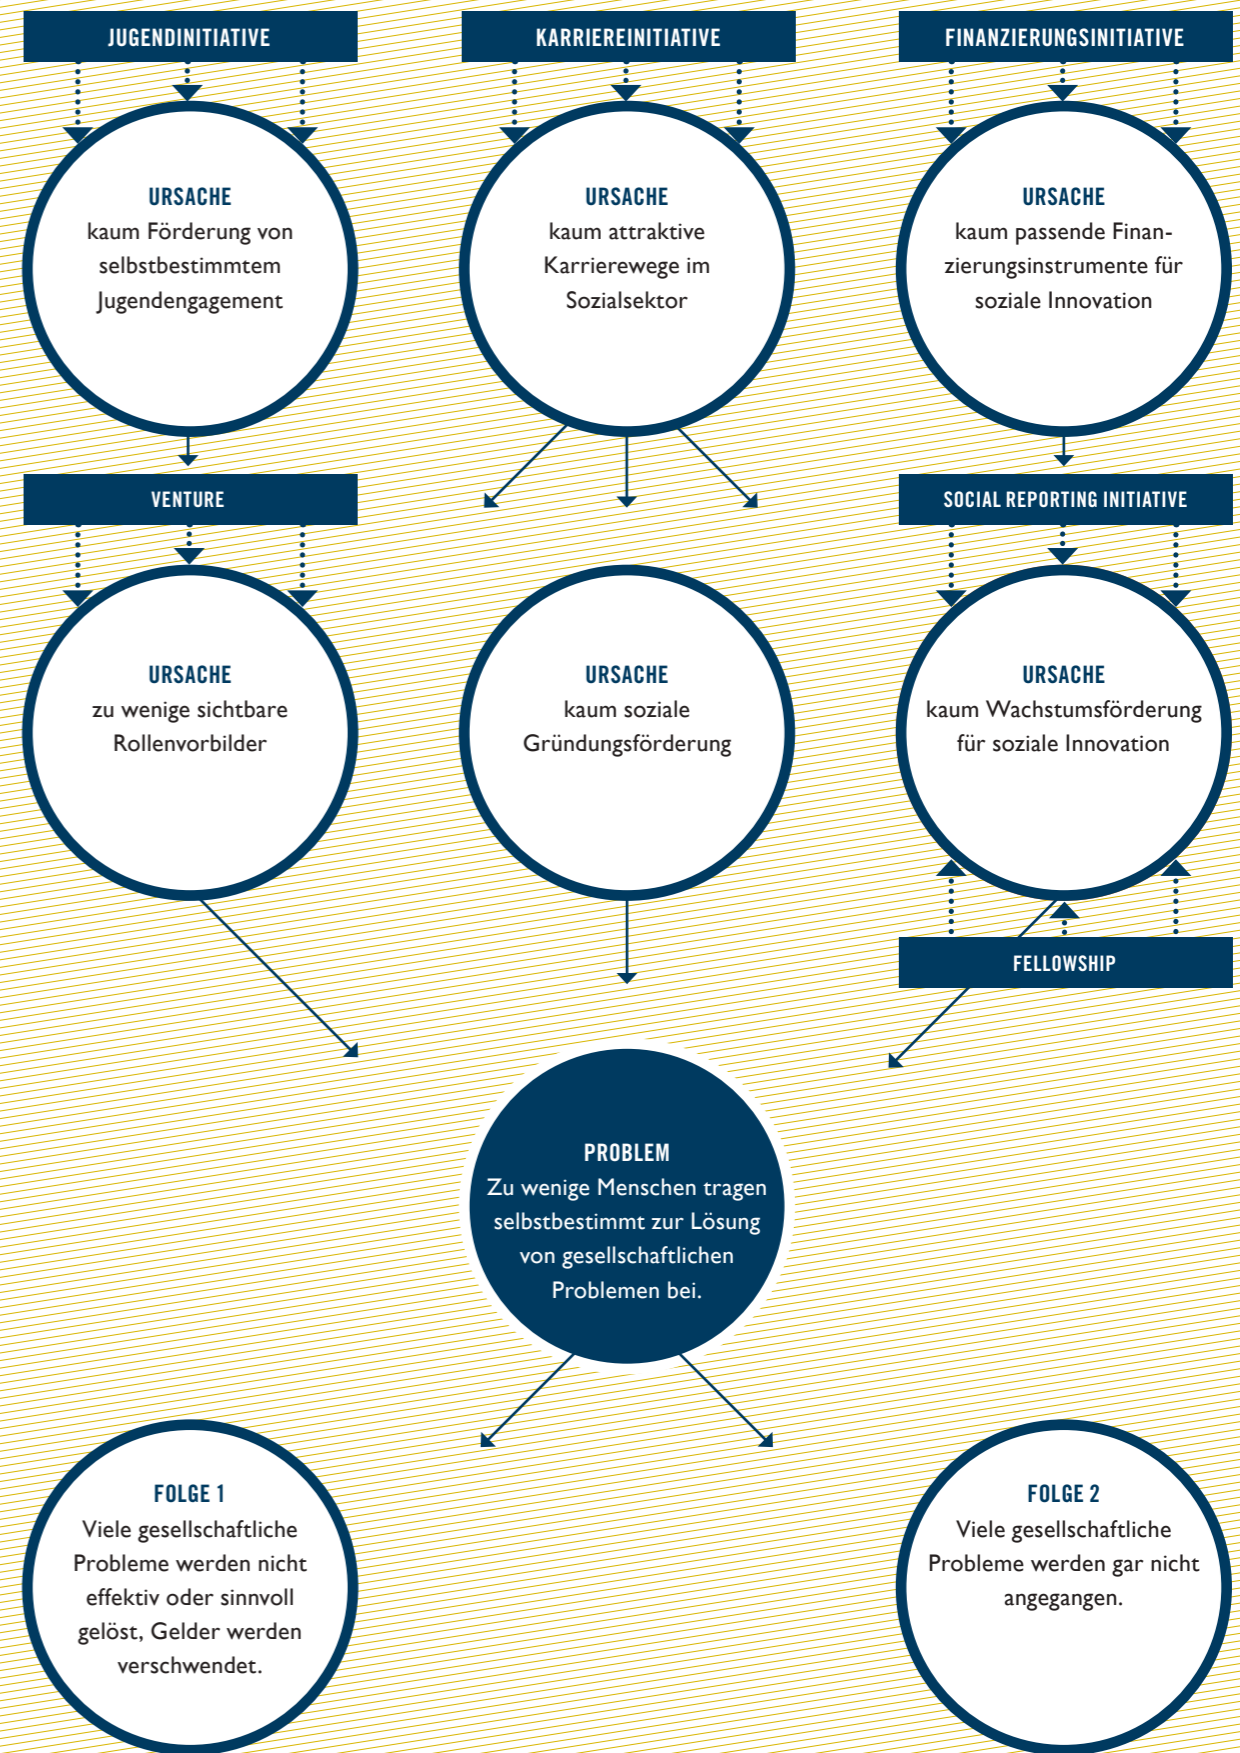 JUGENDINITIATIVE
KARRIEREINITIATIVE
FINANZIERUNGSINITIATIVE
URSACHE
kaum Förderung von
selbstbestimmtem
Jugendengagement
URSACHE
kaum attraktive
Karrierewege im
Sozialsektor
URSACHE
kaum passende Finan-
zierungsinstrumente für
soziale Innovation
VENTURE
SOCIAL REPORTING INITIATIVE
URSACHE
zu wenige sichtbare
Rollenvorbilder
URSACHE
kaum soziale
Gründungsförderung
URSACHE
kaum Wachstumsförderung
für soziale Innovation
FELLOWSHIP
PROBLEM
Zu wenige Menschen tragen
selbstbestimmt zur Lösung
von gesellschaftlichen
Problemen bei.
FOLGE 1
Viele gesellschaftliche
Probleme werden nicht
effektiv oder sinnvoll
gelöst, Gelder werden
verschwendet.
FOLGE 2
Viele gesellschaftliche
Probleme werden gar nicht
angegangen.